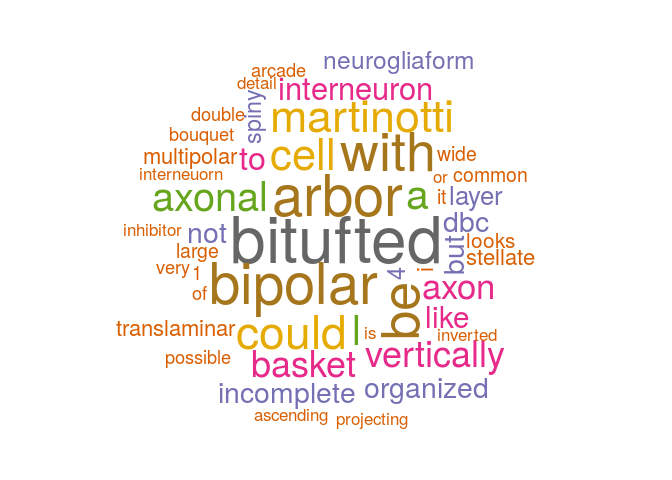 neurogliaform
arcade
detail
interneuron
spiny
double
martinotti
bouquet
multipolar
to
cell
with
wide
interneuorn
or
common
axonal
arbor
a
it
layer
inhibitor
not
bitufted
dbc
but
looks
large
stellate
very
1
bipolar
4
i
of
be
axon
like
translaminar
could
l
is
inverted
possible
basket
vertically
incomplete
organized
ascending
projecting